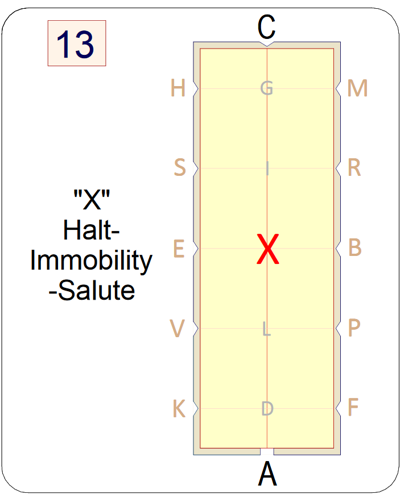 13
C
H G M
S I R
"X"
Halt-
Immobility
-Salute
E X B
V L P
K D F
A